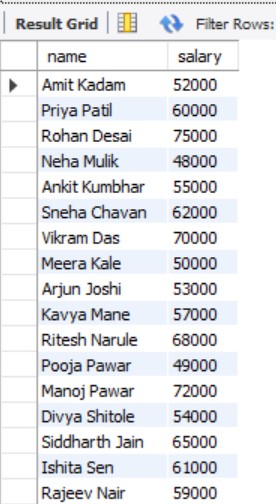 Result Grid Filter Rows:
name salary
Amit Kadam 52000
Priya Patil 60000
Rohan Desai 75000
Neha Mulik 48000
Ankit Kumbhar 55000
Sneha Chavan 62000
Vikram Das 70000
Meera Kale 50000
Arjun Joshi 53000
Kavya Mane 57000
Ritesh Narule 68000
Pooja Pawar 49000
Manoj Pawar 72000
Divya Shitole 54000
Siddharth Jain 65000
Ishita Sen 61000
Rajeev Nair 59000